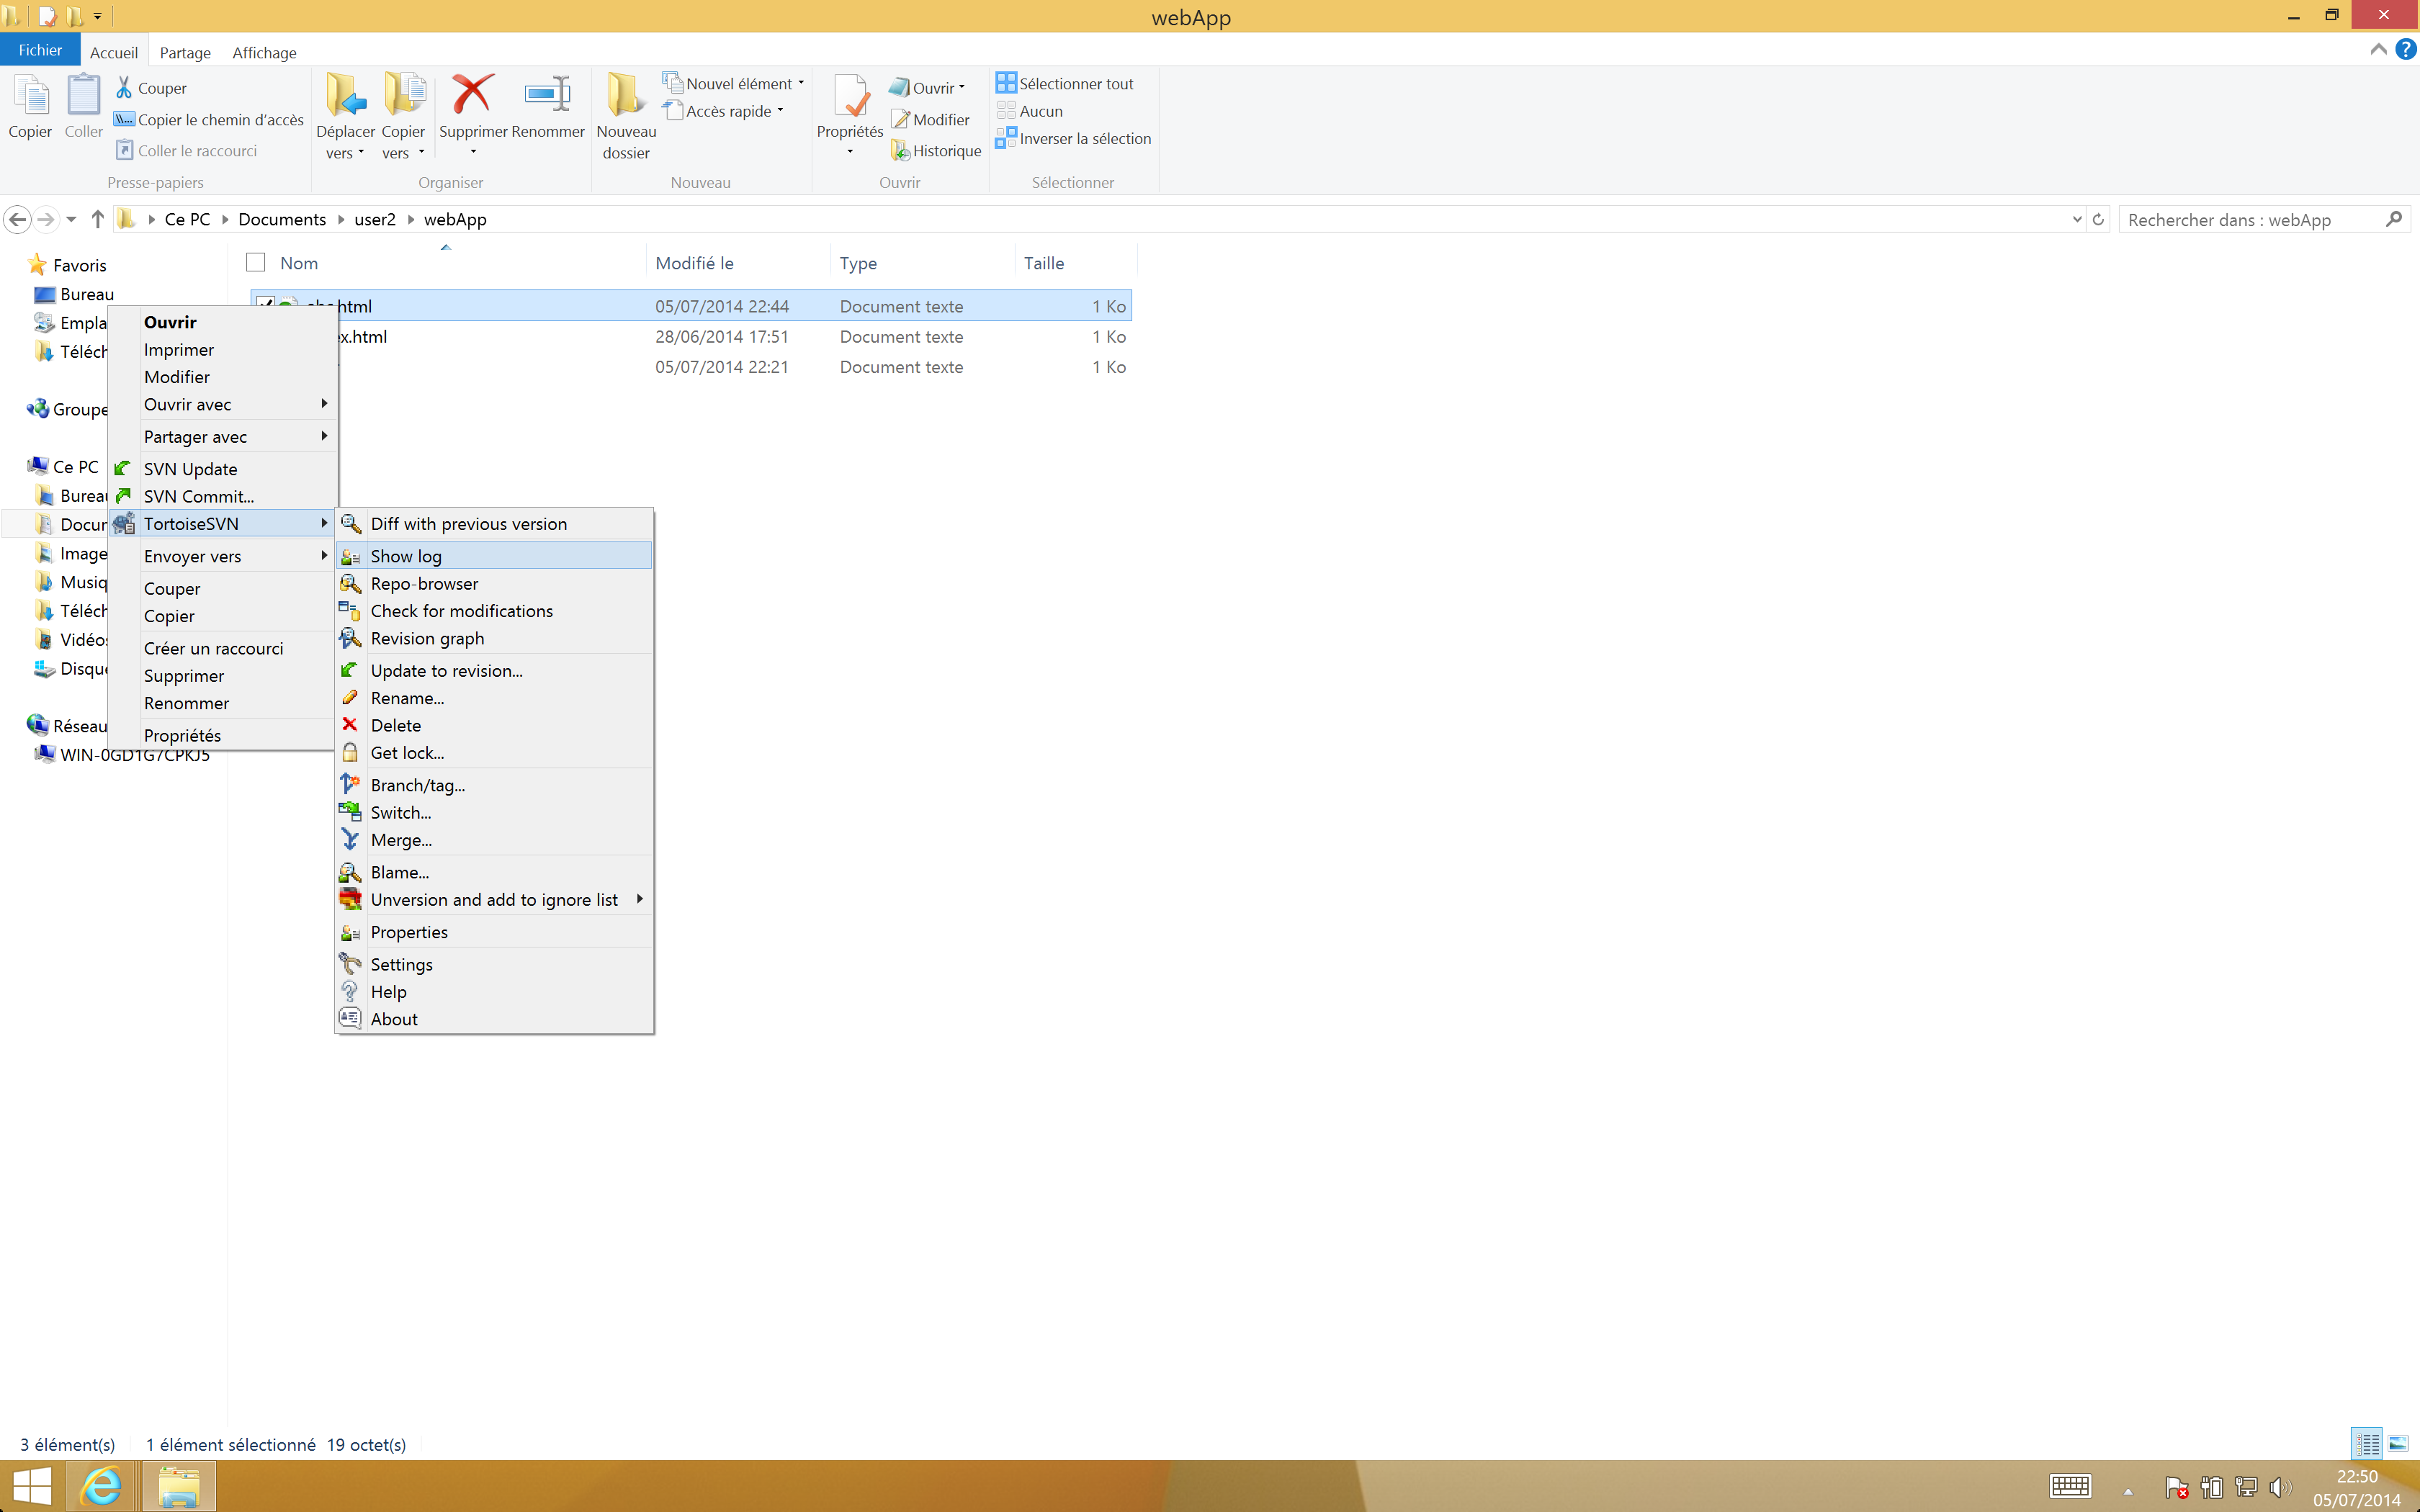 webApp
Fichier
Accueil
Partage
Affichage
Copier
Coller
Couper
Copier le chemin d'accès
Coller le raccourci
Presse-papiers
Déplacer vers
Copier vers
Supprimer
Renommer
Organiser
Nouveau dossier
Nouvel élément
Accès rapide
Nouveau
Propriétés
Ouvrir
Modifier
Historique
Ouvrir
Sélectionner tout
Aucun
Inverser la sélection
Sélectionner
Ce PC
Documents
user2
webApp
Rechercher dans : webApp
Nom
Modifié le
Type
Taille
html 05/07/2014 22:44 Document texte 1 Ko
ex.html 28/06/2014 17:51 Document texte 1 Ko
05/07/2014 22:21 Document texte 1 Ko
Favoris
Bureau
Empla
Téléch
Groupe
Ce PC
Bureau
Docum
Image
Musiq
Téléch
Vidéos
Disque
Réseau
WIN-0GD1G7CPKJ5
Ouvrir
Imprimer
Modifier
Ouvrir avec
Partager avec
SVN Update
SVN Commit...
TortoiseSVN
Envoyer vers
Couper
Copier
Créer un raccourci
Supprimer
Renommer
Propriétés
Diff with previous version
Show log
Repo-browser
Check for modifications
Revision graph
Update to revision...
Rename...
Delete
Get lock...
Branch/tag...
Switch...
Merge...
Blame...
Unversion and add to ignore list
Properties
Settings
Help
About
3 élément(s)
1 élément sélectionné 19 octet(s)
22:50
05/07/2014